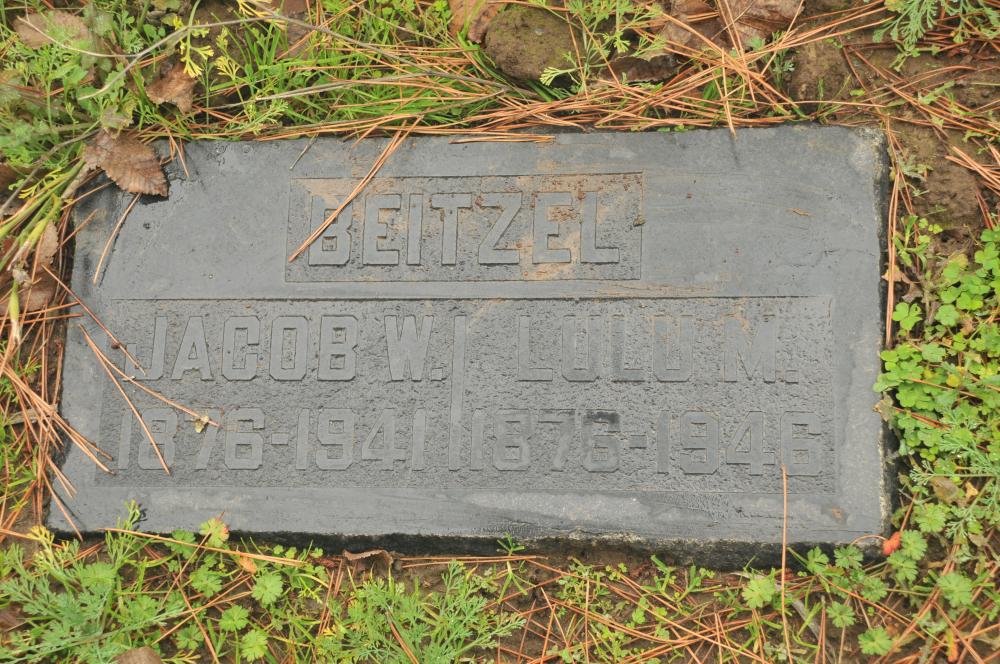 BEITZEL
JACOB W. LULU M.
1876-1941 1876-1946